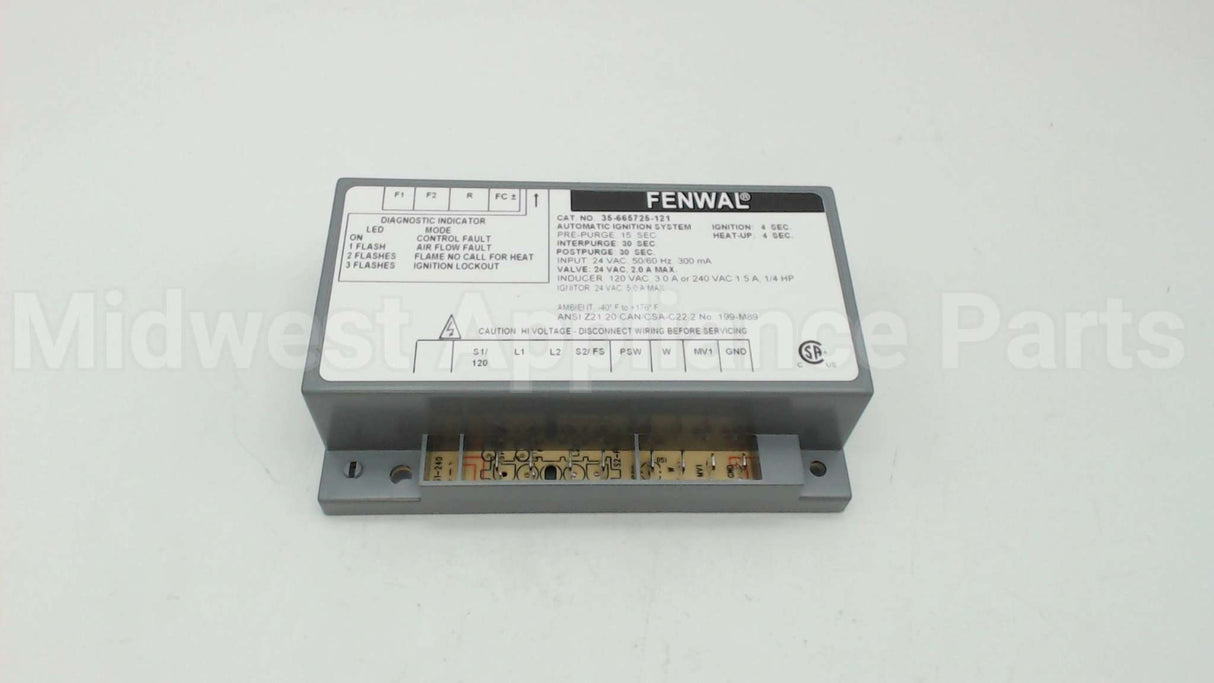 F1 F2 R FC ± ↑
DIAGNOSTIC INDICATOR
LED MODE
ON CONTROL FAULT
1 FLASH AIR FLOW FAULT
2 FLASHES FLAME NO CALL FOR HEAT
3 FLASHES IGNITION LOCKOUT
FENWAL®
CAT. NO. 35-665725-121
AUTOMATIC IGNITION SYSTEM IGNITION: 4 SEC.
PRE-PURGE: 15 SEC. HEAT-UP: 4 SEC.
INTERPURGE: 30 SEC.
POSTPURGE: 30 SEC.
INPUT: 24 VAC, 50/60 Hz, 300 mA
VALVE: 24 VAC, 2.0 A MAX.
INDUCER: 120 VAC, 3.0 A or 240 VAC 1.5 A, 1/4 HP
IGNITOR: 24 VAC, 5.0 A MAX.
AMBIENT: -40° F to +176° F
ANSI Z21.20 CAN/CSA-C22.2 No. 199-M89
CAUTION HI VOLTAGE - DISCONNECT WIRING BEFORE SERVICING
S1/ L1 L2 S2/ FS PSW W MV1 GND
120
CSA®
C US
Midwest Appliance Parts
S1-240
MV1
GND